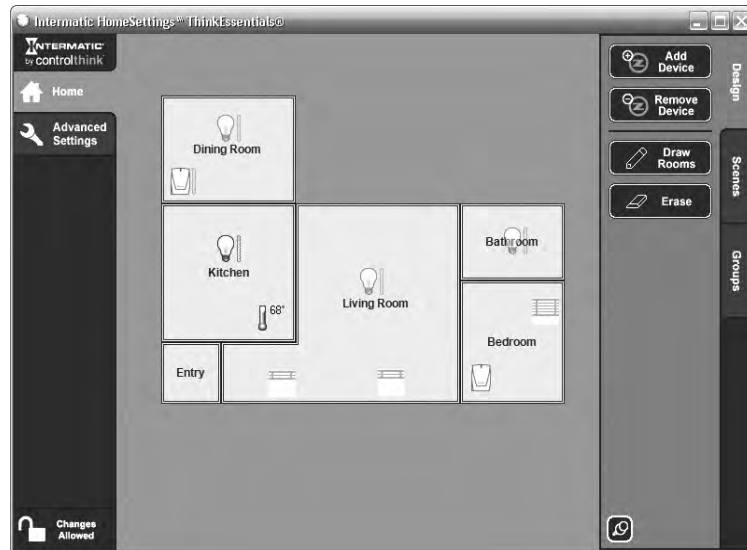 Intermatic HomeSettings™ ThinkEssentials®
INTERMATIC®
by controlthink
Home
Advanced
Settings
Changes
Allowed
Dining Room
Kitchen
68°
Living Room
Bathroom
Bedroom
Entry
Add
Device
Remove
Device
Draw
Rooms
Erase
Design
Scenes
Groups